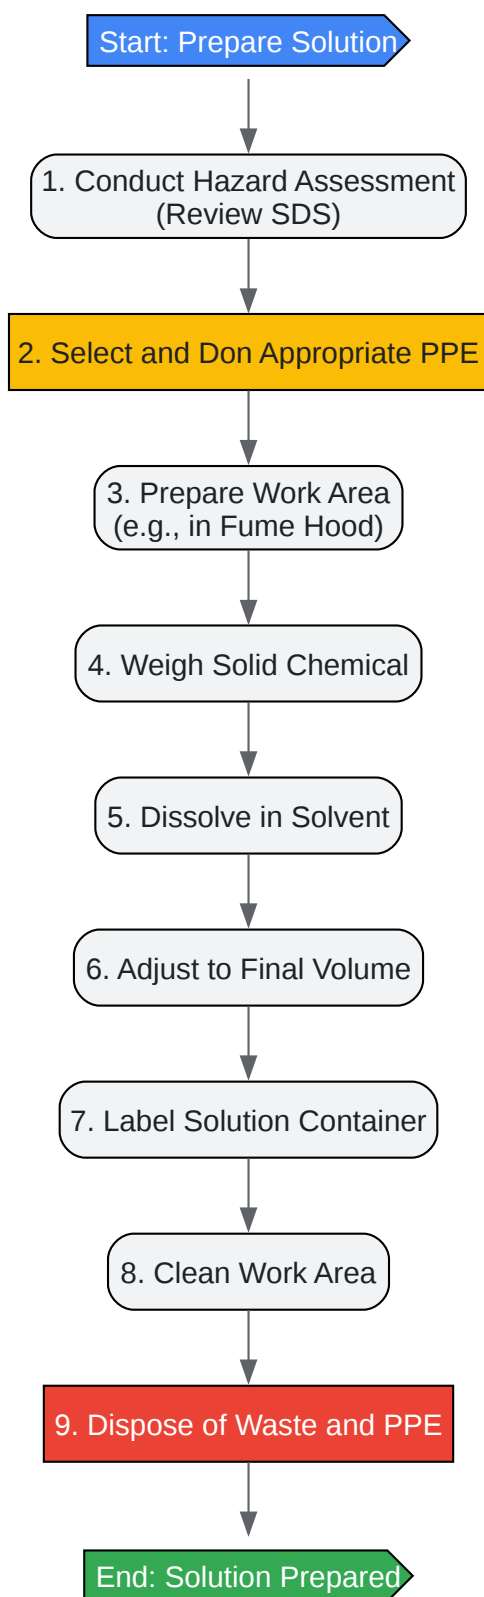 Start: Prepare Solution
1. Conduct Hazard Assessment
(Review SDS)
2. Select and Don Appropriate PPE
3. Prepare Work Area
(e.g., in Fume Hood)
4. Weigh Solid Chemical
5. Dissolve in Solvent
6. Adjust to Final Volume
7. Label Solution Container
8. Clean Work Area
9. Dispose of Waste and PPE
End: Solution Prepared